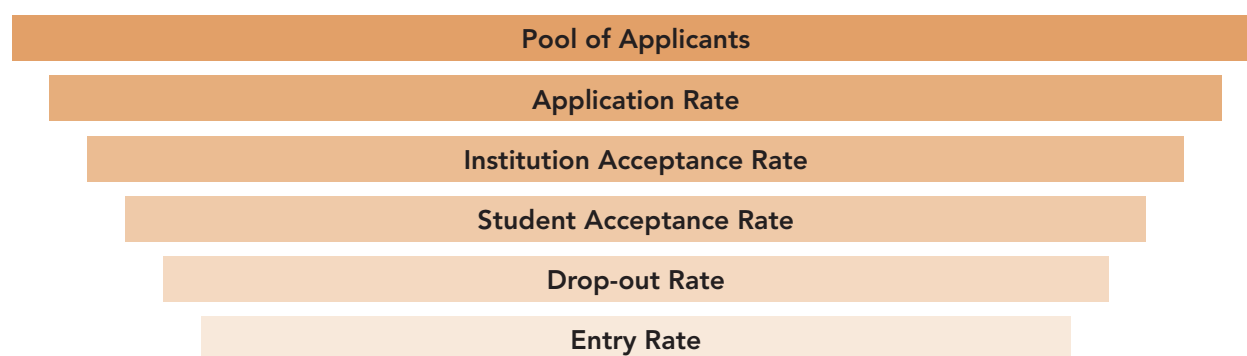 Pool of Applicants
Application Rate
Institution Acceptance Rate
Student Acceptance Rate
Drop-out Rate
Entry Rate